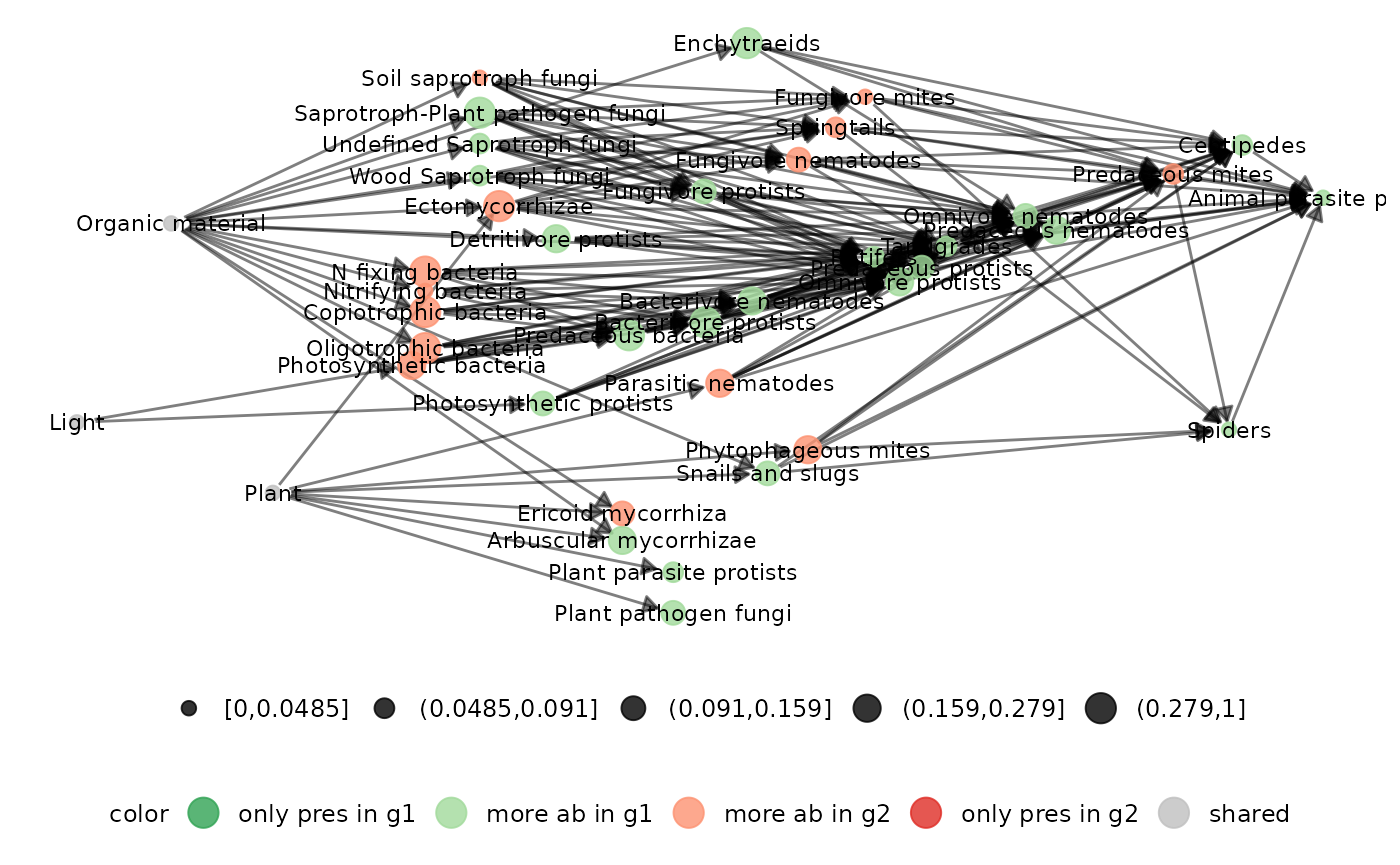 Enchytraeids
Soil saprotroph fungi
Fungivore mites
Saprotroph-Plant pathogen fungi
Springtails
Undefined Saprotroph fungi
Centipedes
Fungivore nematodes
Wood Saprotroph fungi
Predaceous mites
Fungivore protists
Animal parasite p
Ectomycorrhizae
Omnivore nematodes
Organic material
Predaceous nematodes
Detritivore protists
Tardigrades
Rotifers
Predaceous protists
N fixing bacteria
Omnivore protists
Nitrifying bacteria
Bacterivore nematodes
Copiotrophic bacteria
Bacterivore protists
Predaceous bacteria
Oligotrophic bacteria
Photosynthetic bacteria
Parasitic nematodes
Photosynthetic protists
Light
Spiders
Phytophageous mites
Snails and slugs
Plant
Ericoid mycorrhiza
Arbuscular mycorrhizae
Plant parasite protists
Plant pathogen fungi
[0,0.0485] (0.0485,0.091] (0.091,0.159] (0.159,0.279] (0.279,1]
color only pres in g1 more ab in g1 more ab in g2 only pres in g2 shared